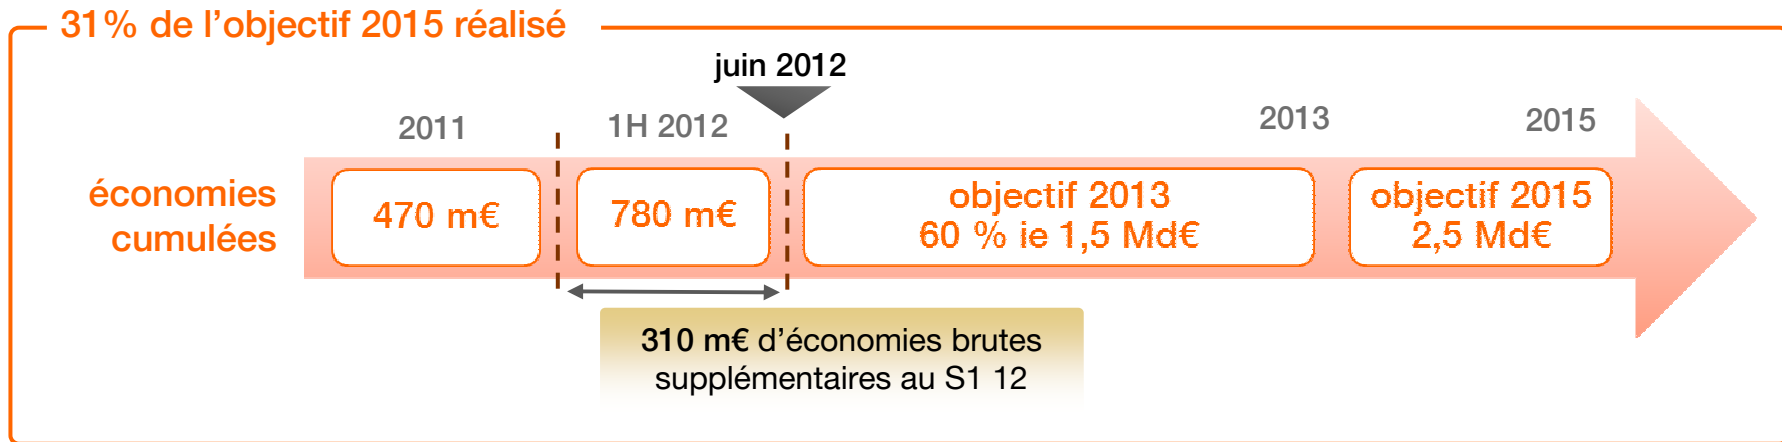 31% de l’objectif 2015 réalisé
juin 2012
2011
1H 2012
2013
2015
économies
cumulées
470 m€
780 m€
objectif 2013
60 % ie 1,5 Md€
objectif 2015
2,5 Md€
310 m€ d’économies brutes
supplémentaires au S1 12